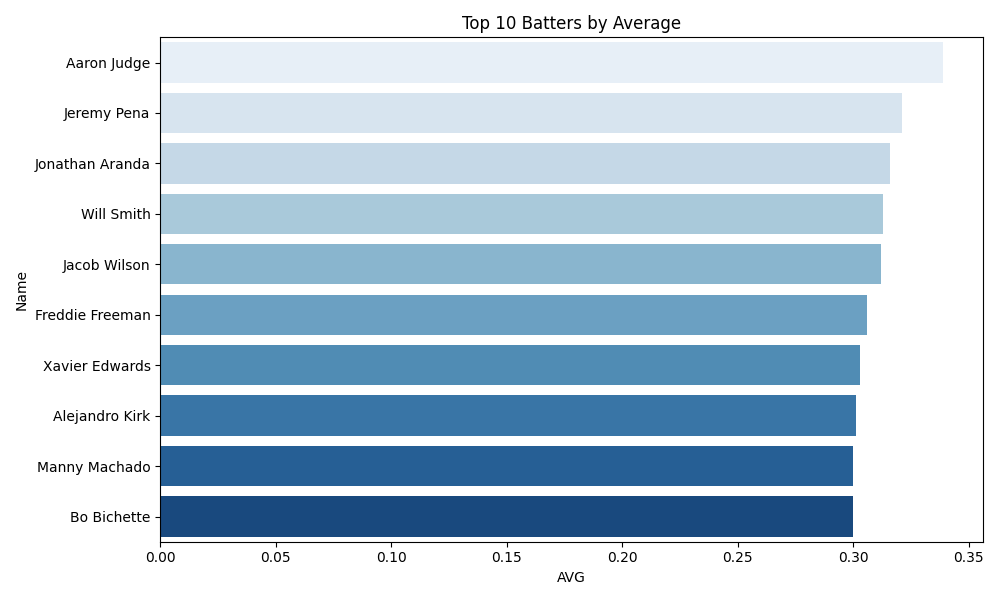 Top 10 Batters by Average
Name
Aaron Judge
Jeremy Pena
Jonathan Aranda
Will Smith
Jacob Wilson
Freddie Freeman
Xavier Edwards
Alejandro Kirk
Manny Machado
Bo Bichette
0.00 0.05 0.10 0.15 0.20 0.25 0.30 0.35
AVG